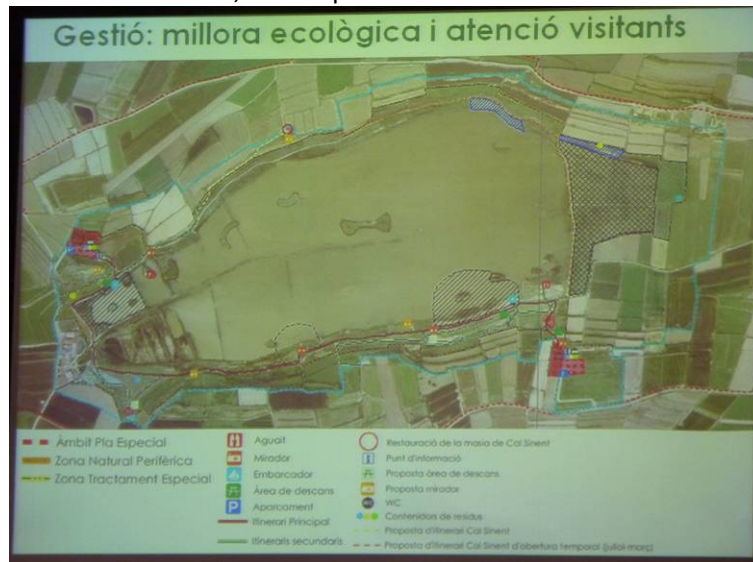 Gestió: millora ecològica i atenció visitants
Àmbit Pla Especial
Zona Natural Perifèrica
Zona Tractament Especial
Aguait
Mirador
Embarcador
Àrea de descans
Aparcament
Itinerari Principal
Itineraris secundaris
Restauració de la masia de Cal Sinent
Punt d'informació
Proposta àrea de descans
Proposta mirador
WC
Contenidors de residus
Proposta d'itinerari Cal Sinent
Proposta d'itinerari Cal Sinent d'obertura temporal (juliol-març)